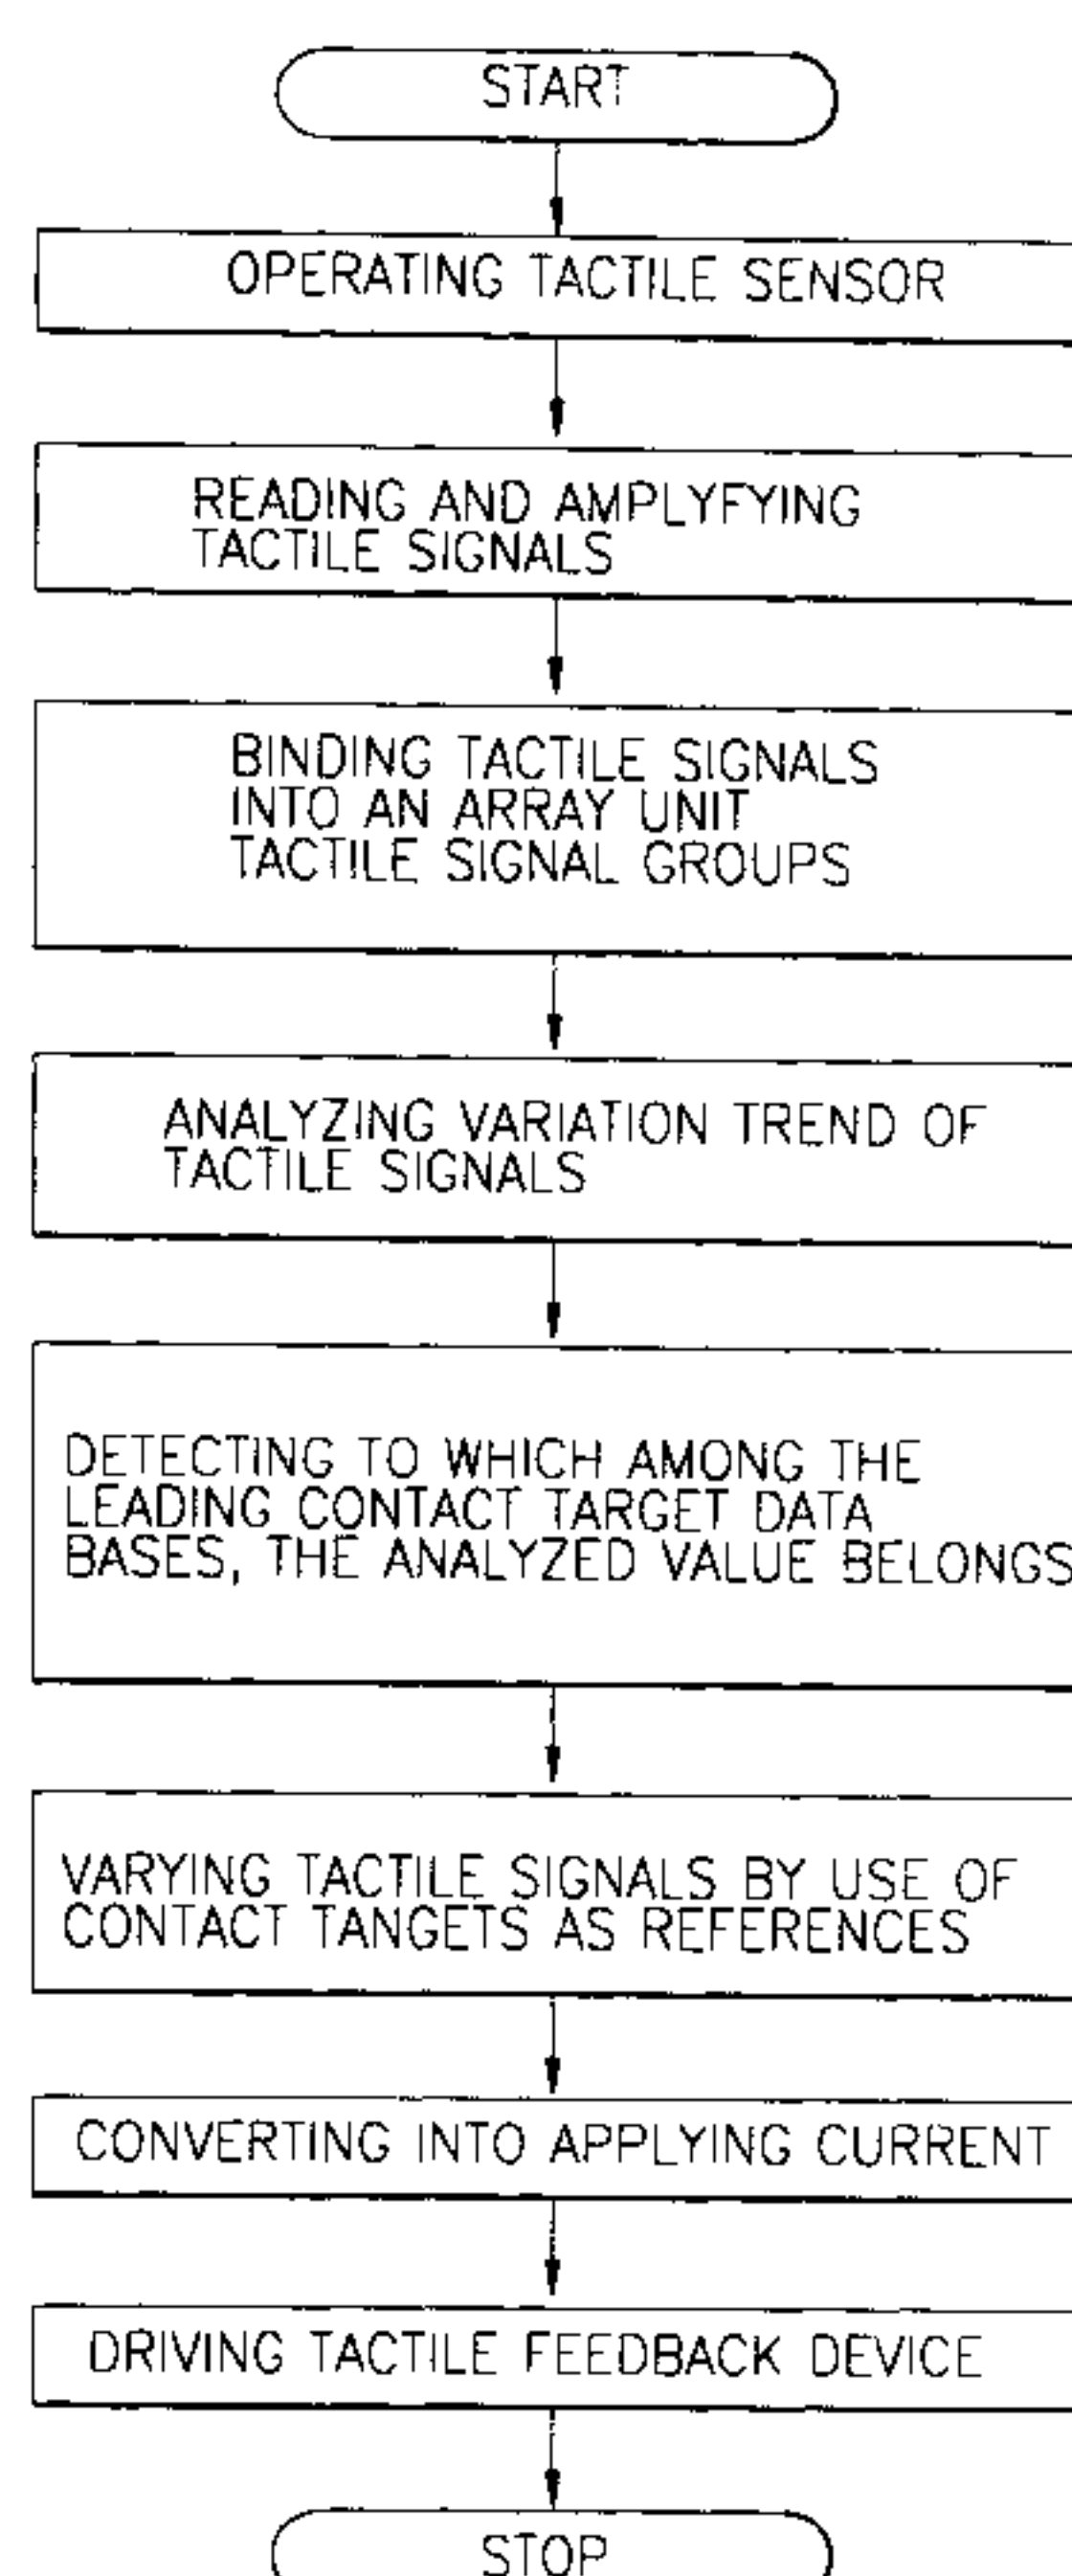 START
OPERATING TACTILE SENSOR
READING AND AMPLYFYING
TACTILE SIGNALS
BINDING TACTILE SIGNALS
INTO AN ARRAY UNIT
TACTILE SIGNAL GROUPS
ANALYZING VARIATION TREND OF
TACTILE SIGNALS
DETECTING TO WHICH AMONG THE
LEADING CONTACT TARGET DATA
BASES, THE ANALYZED VALUE BELONGS
VARYING TACTILE SIGNALS BY USE OF
CONTACT TANGETS AS REFERENCES
CONVERTING INTO APPLYING CURRENT
DRIVING TACTILE FEEDBACK DEVICE
STOP